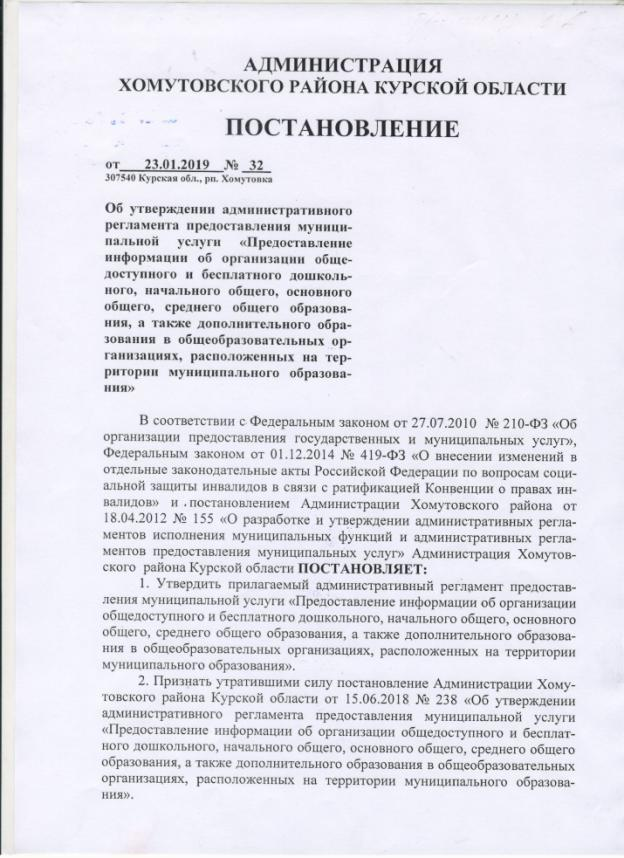 АДМИНИСТРАЦИЯ
ХОМУТОВСКОГО РАЙОНА КУРСКОЙ ОБЛАСТИ
ПОСТАНОВЛЕНИЕ
от 23.01.2019 № 32
307540 Курская обл., рп. Хомутовка
Об утверждении административного
регламента предоставления муници-
пальной услуги «Предоставление
информации об организации обще-
доступного и бесплатного дошколь-
ного, начального общего, основного
общего, среднего общего образова-
ния, а также дополнительного обра-
зования в общеобразовательных ор-
ганизациях, расположенных на тер-
ритории муниципального образова-
ния»
В соответствии с Федеральным законом от 27.07.2010 № 210-ФЗ «Об
организации предоставления государственных и муниципальных услуг»,
Федеральным законом от 01.12.2014 № 419-ФЗ «О внесении изменений в
отдельные законодательные акты Российской Федерации по вопросам соци-
альной защиты инвалидов в связи с ратификацией Конвенции о правах ин-
валидов» и постановлением Администрации Хомутовского района от
18.04.2012 № 155 «О разработке и утверждении административных регла-
ментов исполнения муниципальных функций и административных регла-
ментов предоставления муниципальных услуг» Администрация Хомутов-
ского района Курской области ПОСТАНОВЛЯЕТ:
1. Утвердить прилагаемый административный регламент предостав-
ления муниципальной услуги «Предоставление информации об организации
общедоступного и бесплатного дошкольного, начального общего, основного
общего, среднего общего образования, а также дополнительного образова-
ния в общеобразовательных организациях, расположенных на территории
муниципального образования».
2. Признать утратившими силу постановление Администрации Хому-
товского района Курской области от 15.06.2018 № 238 «Об утверждении
административного регламента предоставления муниципальной услуги
«Предоставление информации об организации общедоступного и бесплат-
ного дошкольного, начального общего, основного общего, среднего общего
образования, а также дополнительного образования в общеобразовательных
организациях, расположенных на территории муниципального образова-
ния».